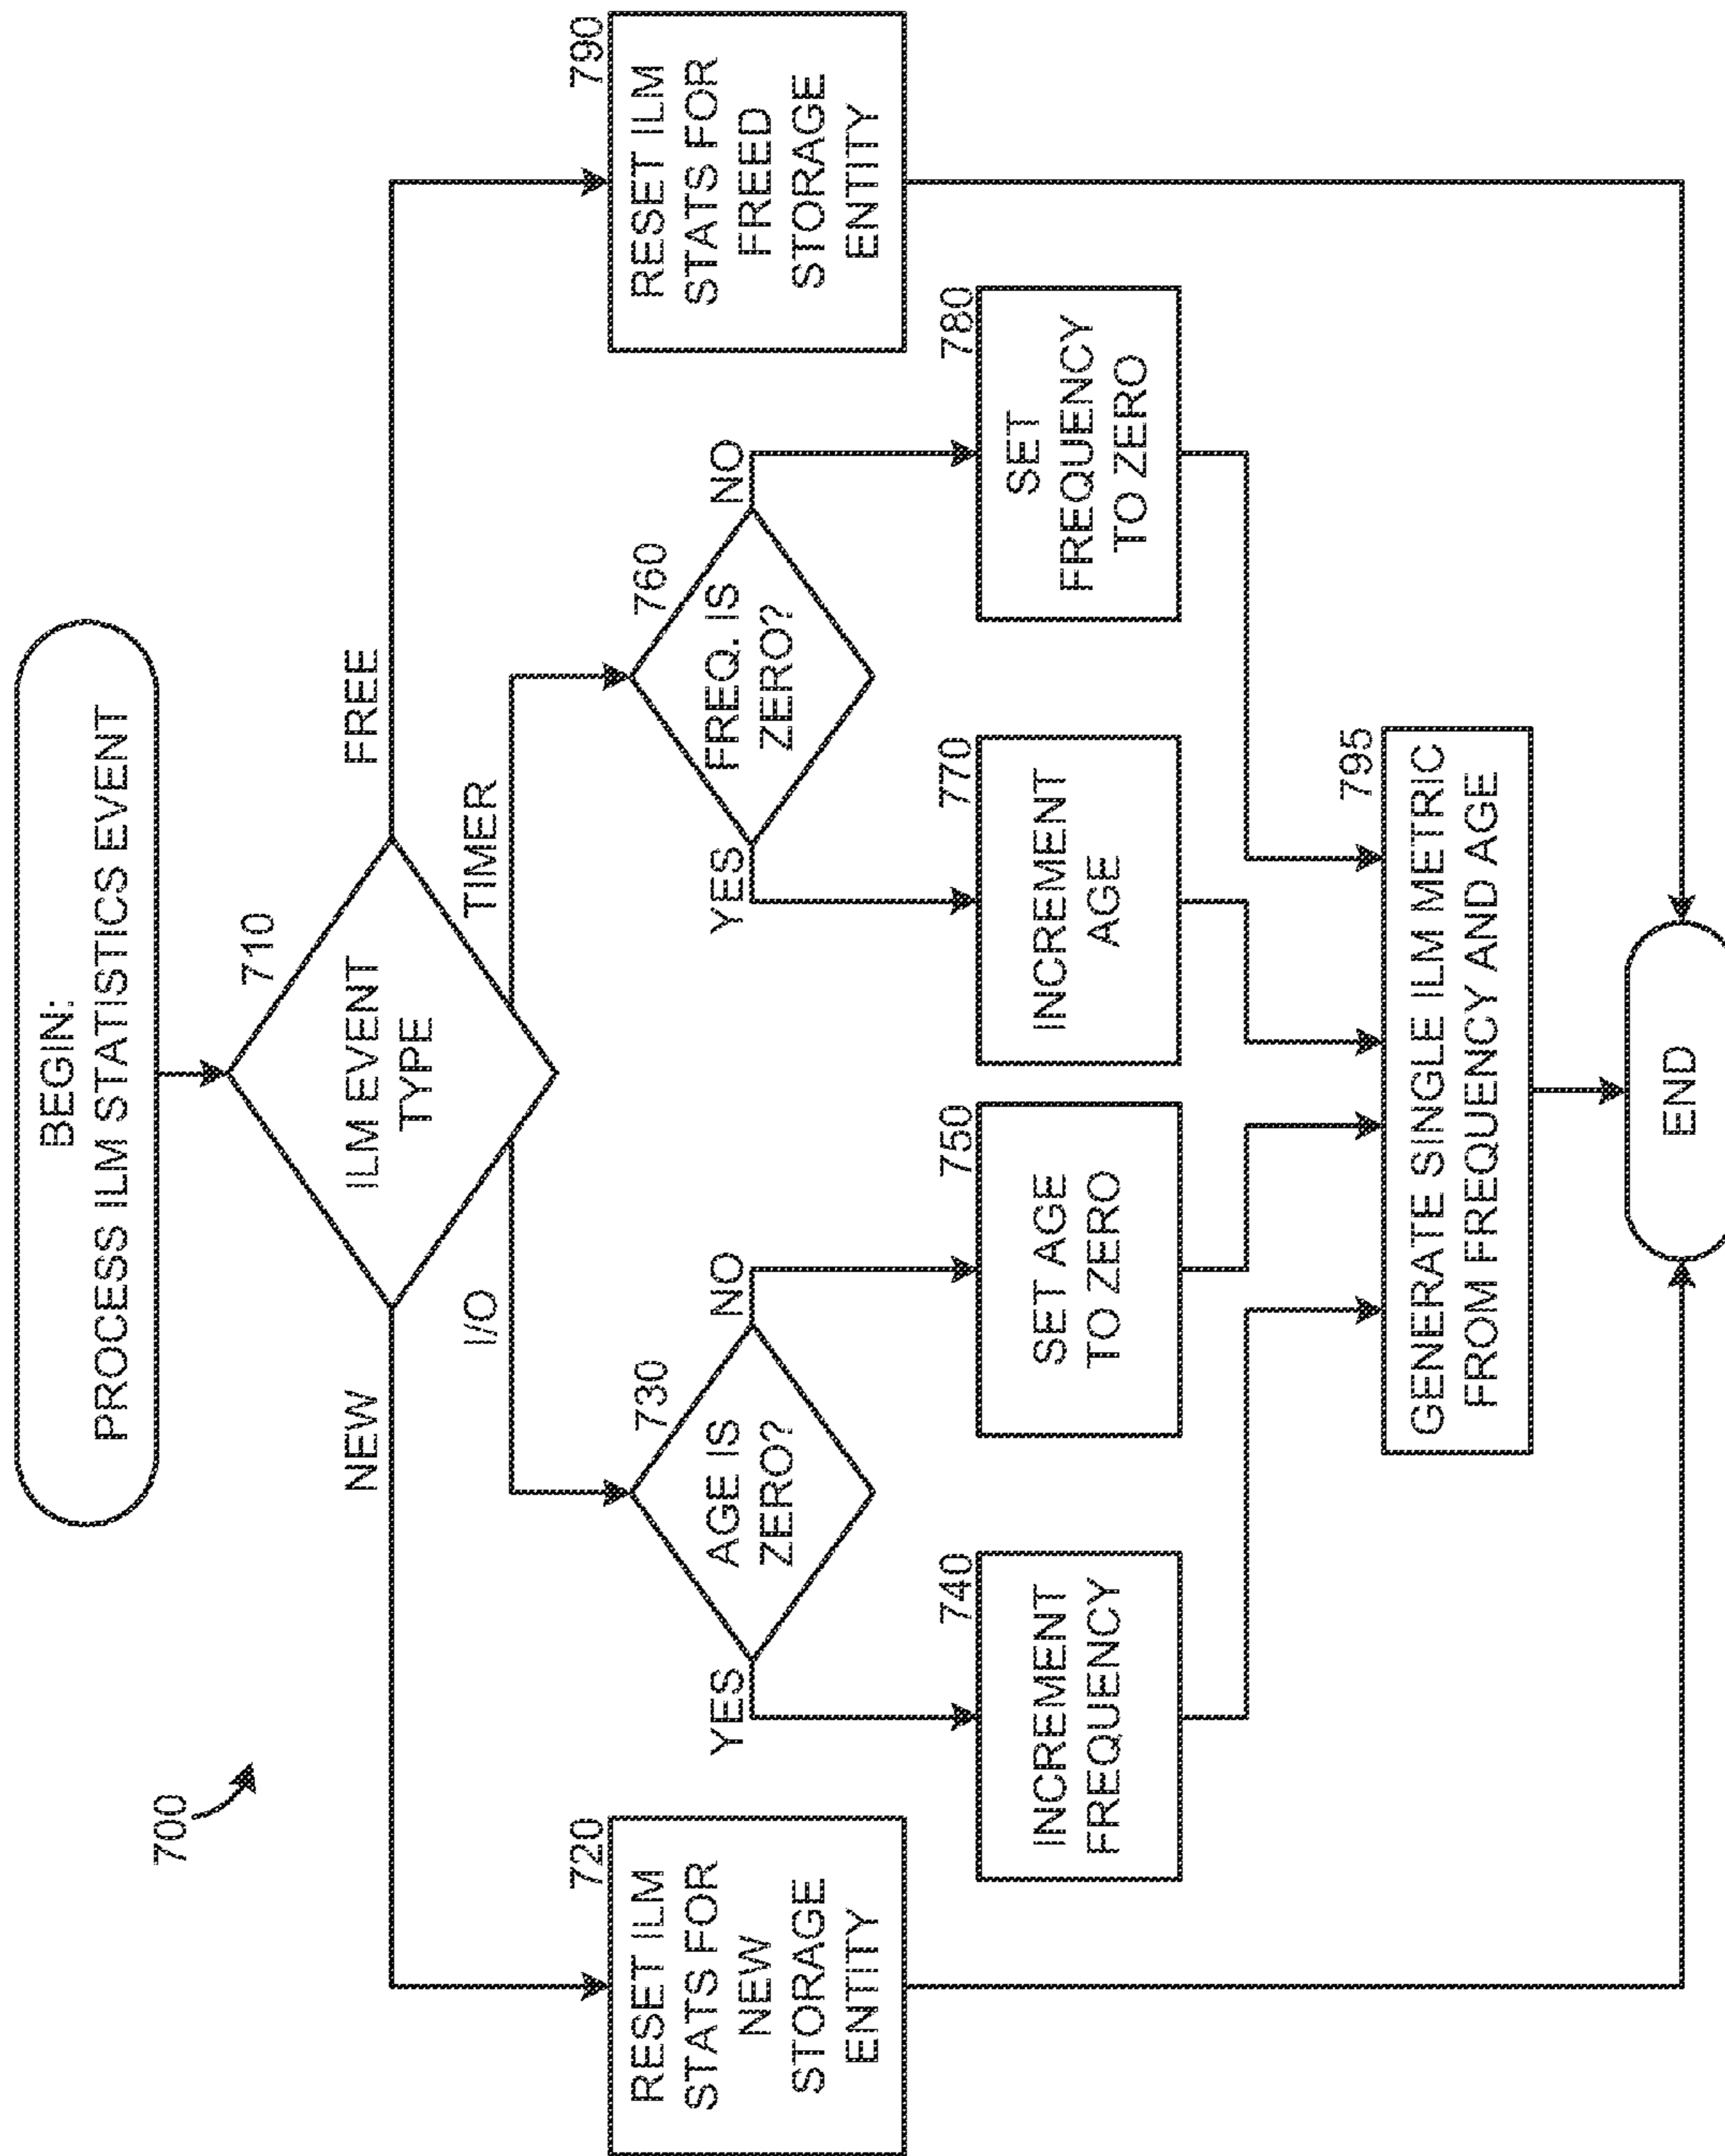 700
BEGIN:
PROCESS ILM STATISTICS EVENT
710
ILM EVENT
TYPE
NEW
I/O
TIMER
FREE
720
RESET ILM
STATS FOR
NEW
STORAGE
ENTITY
730
AGE IS
ZERO?
YES
NO
740
INCREMENT
FREQUENCY
750
SET AGE
TO ZERO
760
FREQ. IS
ZERO?
YES
NO
770
INCREMENT
AGE
780
SET
FREQUENCY
TO ZERO
790
RESET ILM
STATS FOR
FREED
STORAGE
ENTITY
795
GENERATE SINGLE ILM METRIC
FROM FREQUENCY AND AGE
END